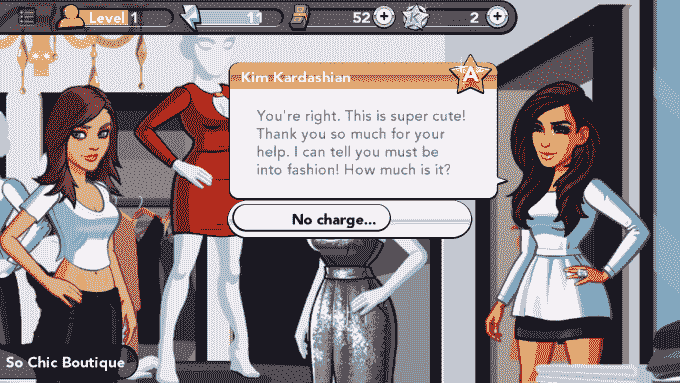 Level 1
11
52
2
K
Kim Kardashian
A
You're right. This is super cute!
Thank you so much for your
help. I can tell you must be
into fashion! How much is it?
No charge...
So Chic Boutique